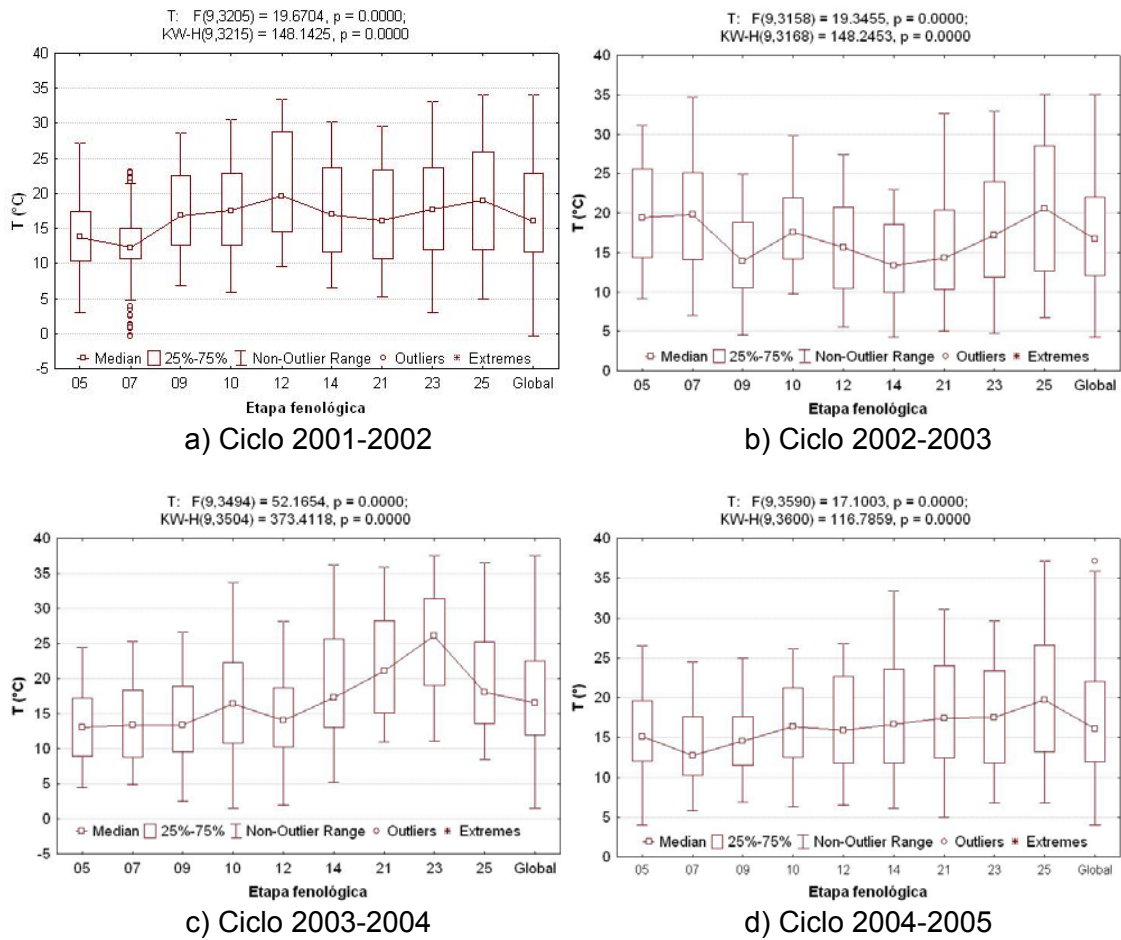 T: F(9,3205) = 19.6704, p = 0.0000;
KW-H(9,3215) = 148.1425, p = 0.0000
40
35
30
25
20
15
10
5
0
-5
T (°C)
Median 25%-75% Non-Outlier Range Outliers Extremes
05 07 09 10 12 14 21 23 25 Global
Etapa fenológica
a) Ciclo 2001-2002
T: F(9,3158) = 19.3455, p = 0.0000;
KW-H(9,3168) = 148.2453, p = 0.0000
40
35
30
25
20
15
10
5
0
T (°C)
Median 25%-75% Non-Outlier Range Outliers Extremes
05 07 09 10 12 14 21 23 25 Global
Etapa fenológica
b) Ciclo 2002-2003
T: F(9,3494) = 52.1654, p = 0.0000;
KW-H(9,3504) = 373.4118, p = 0.0000
40
35
30
25
20
15
10
5
0
-5
T (°C)
Median 25%-75% Non-Outlier Range Outliers Extremes
05 07 09 10 12 14 21 23 25 Global
Etapa fenológica
c) Ciclo 2003-2004
T: F(9,3590) = 17.1003, p = 0.0000;
KW-H(9,3600) = 116.7859, p = 0.0000
40
35
30
25
20
15
10
5
0
T (°)
Median 25%-75% Non-Outlier Range Outliers Extremes
05 07 09 10 12 14 21 23 25 Global
Etapa fenológica
d) Ciclo 2004-2005